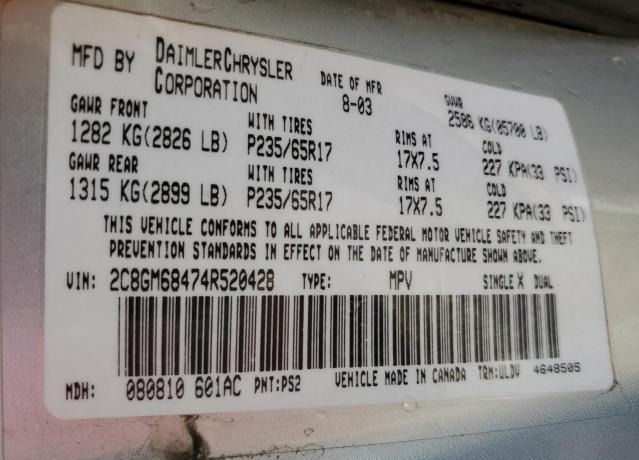 MFD BY DAIMLERCHRYSLER CORPORATION DATE OF MFR 8-03 GVWR 2586 KG(05700 LB)
GAWR FRONT WITH TIRES RIMS AT COLD
1282 KG(2826 LB) P235/65R17 17X7.5 227 KPA(33 PSI)
GAWR REAR WITH TIRES RIMS AT COLD
1315 KG(2899 LB) P235/65R17 17X7.5 227 KPA(33 PSI)
THIS VEHICLE CONFORMS TO ALL APPLICABLE FEDERAL MOTOR VEHICLE SAFETY AND THEFT
PREVENTION STANDARDS IN EFFECT ON THE DATE OF MANUFACTURE SHOWN ABOVE.
VIN: 2C8GM68474R520428 TYPE: MPV SINGLE X DUAL
MDH: 080810 601AC PNT:PS2 VEHICLE MADE IN CANADA TRM:ULDV 4648505